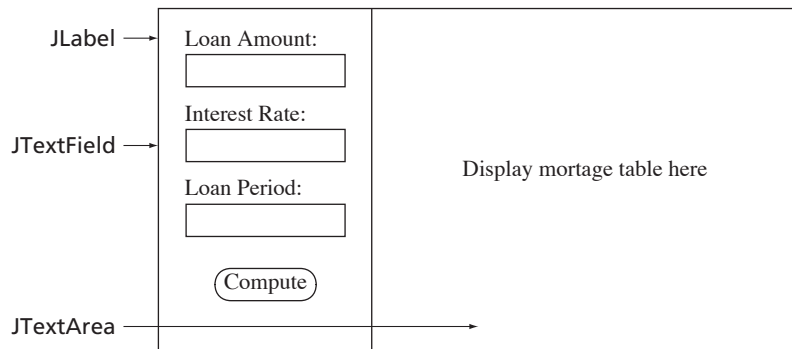 JLabel
Loan Amount:
Interest Rate:
JTextField
Loan Period:
Display mortage table here
Compute
JTextArea